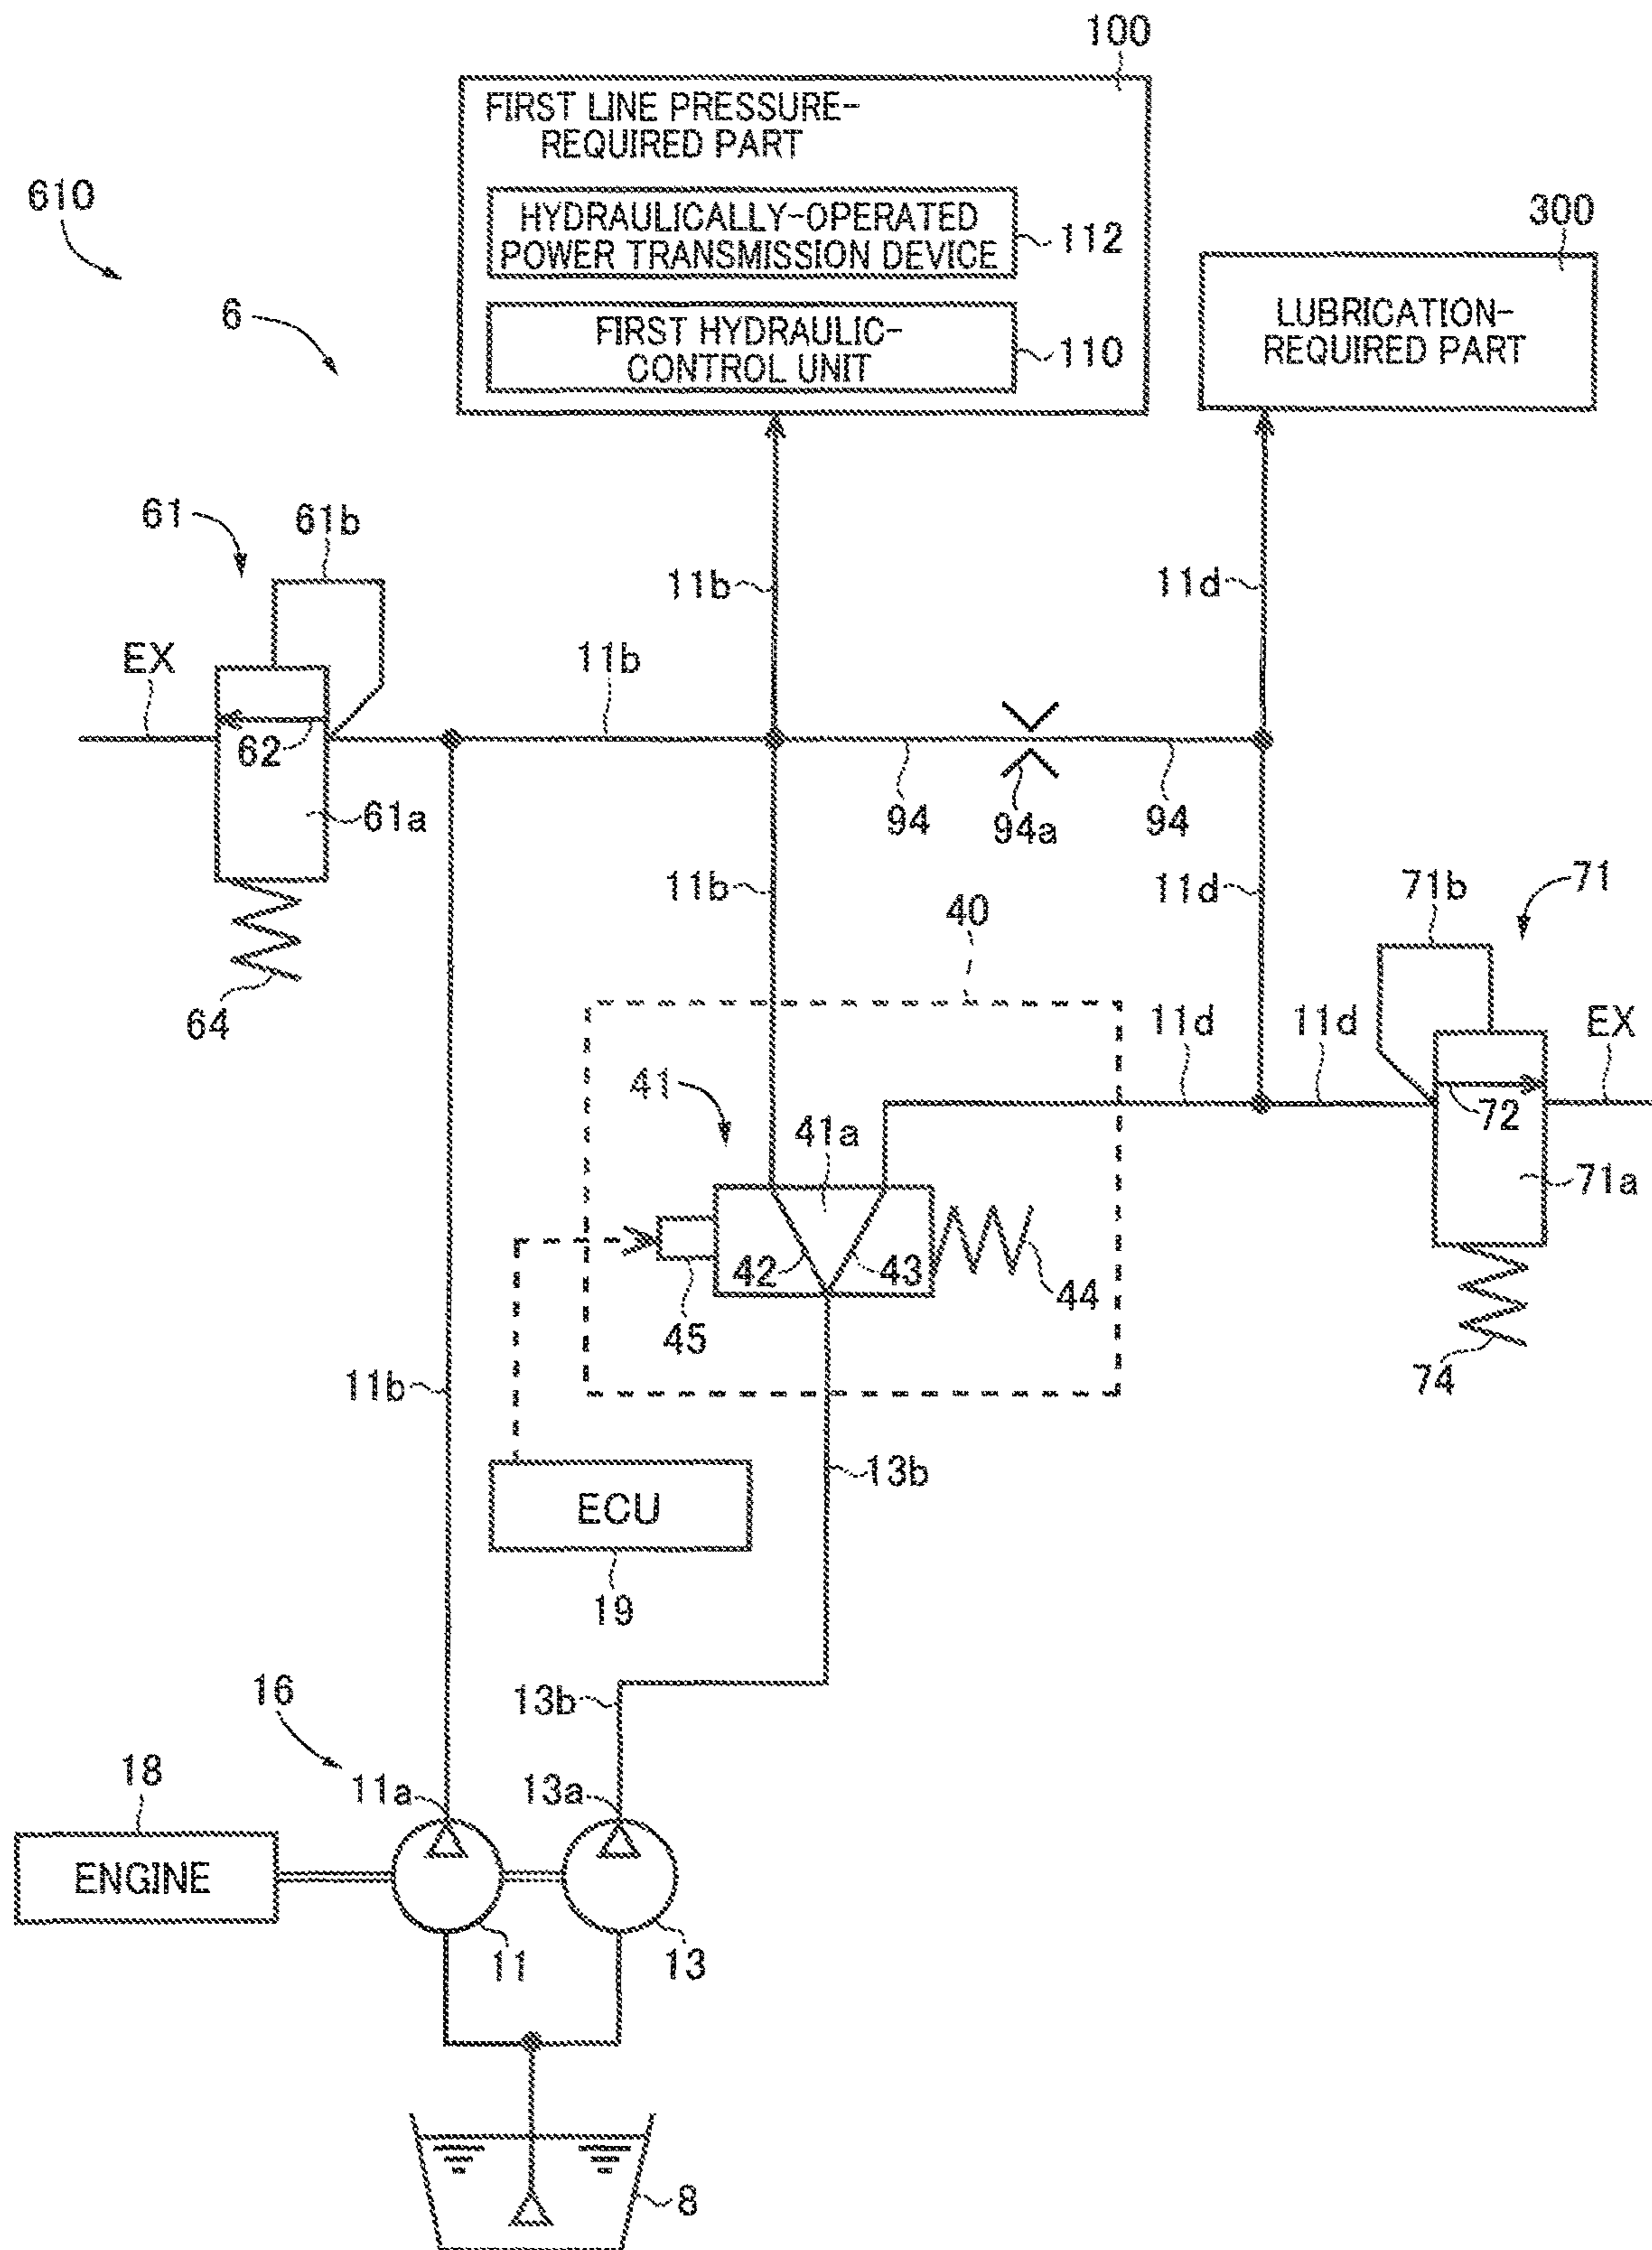 100
FIRST LINE PRESSURE-
REQUIRED PART
610
HYDRAULICALLY-OPERATED
POWER TRANSMISSION DEVICE
112
300
6
FIRST HYDRAULIC-
CONTROL UNIT
110
LUBRICATION-
REQUIRED PART
61
61b
11b
11d
EX
11b
62
61a
94
94a
94
11b
11d
71b
71
40
64
11d
11d
EX
41
41a
72
71a
42
43
44
45
74
11b
13b
ECU
19
16
13b
18
11a
13a
ENGINE
11
13
8